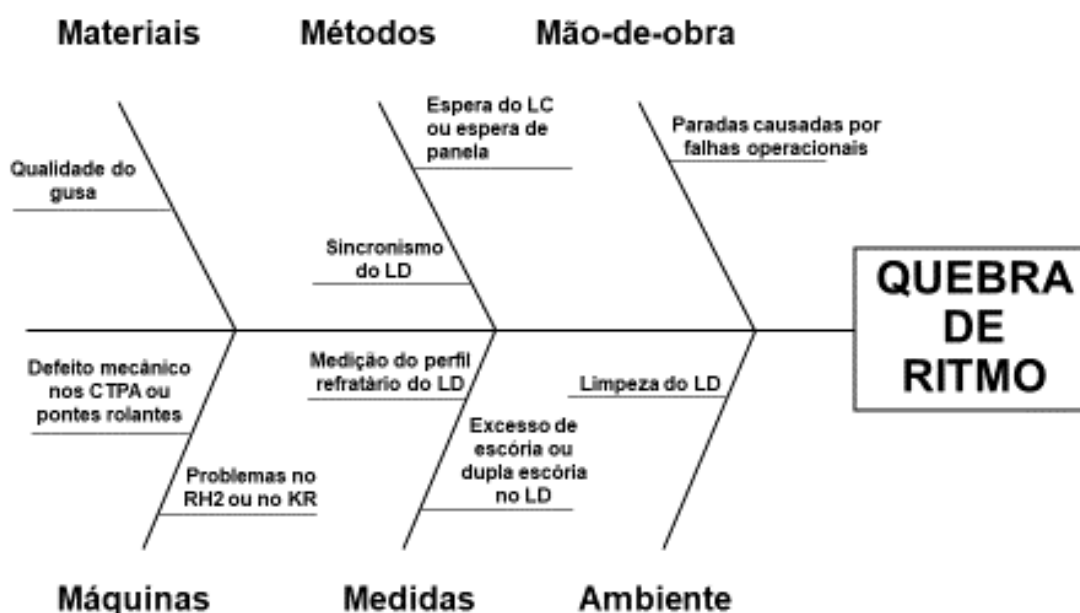 Materiais
Métodos
Mão-de-obra
Qualidade do
gusa
Espera do LC
ou espera de
panela
Sincronismo
do LD
Paradas causadas por
falhas operacionais
QUEBRA
DE
RITMO
Defeito mecânico
nos CTPA ou
pontes rolantes
Problemas no
RH2 ou no KR
Medição do perfil
refratário do LD
Excesso de
escória ou
dupla escória
no LD
Limpeza do LD
Máquinas
Medidas
Ambiente